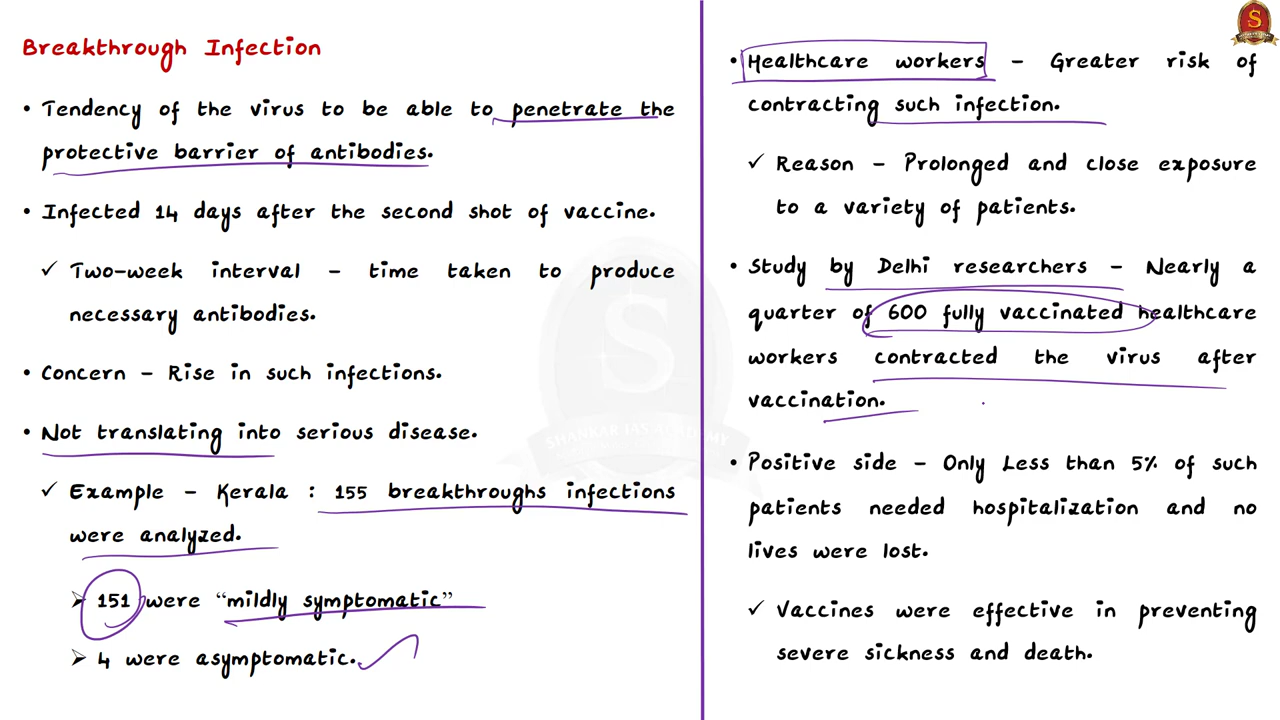 Breakthrough Infection
• Tendency of the virus to be able to penetrate the
protective barrier of antibodies.
• Infected 14 days after the second shot of vaccine.
✓ Two-week interval – time taken to produce
necessary antibodies.
• Concern – Rise in such infections.
• Not translating into serious disease.
✓ Example – Kerala : 155 breakthroughs infections
were analyzed.
➢ 151 were “mildly symptomatic”
➢ 4 were asymptomatic.
• Healthcare workers – Greater risk of
contracting such infection.
✓ Reason – Prolonged and close exposure
to a variety of patients.
• Study by Delhi researchers – Nearly a
quarter of 600 fully vaccinated healthcare
workers contracted the virus after
vaccination.
• Positive side – Only Less than 5% of such
patients needed hospitalization and no
lives were lost.
✓ Vaccines were effective in preventing
severe sickness and death.
S
SHANKAR IAS ACADEMY
S